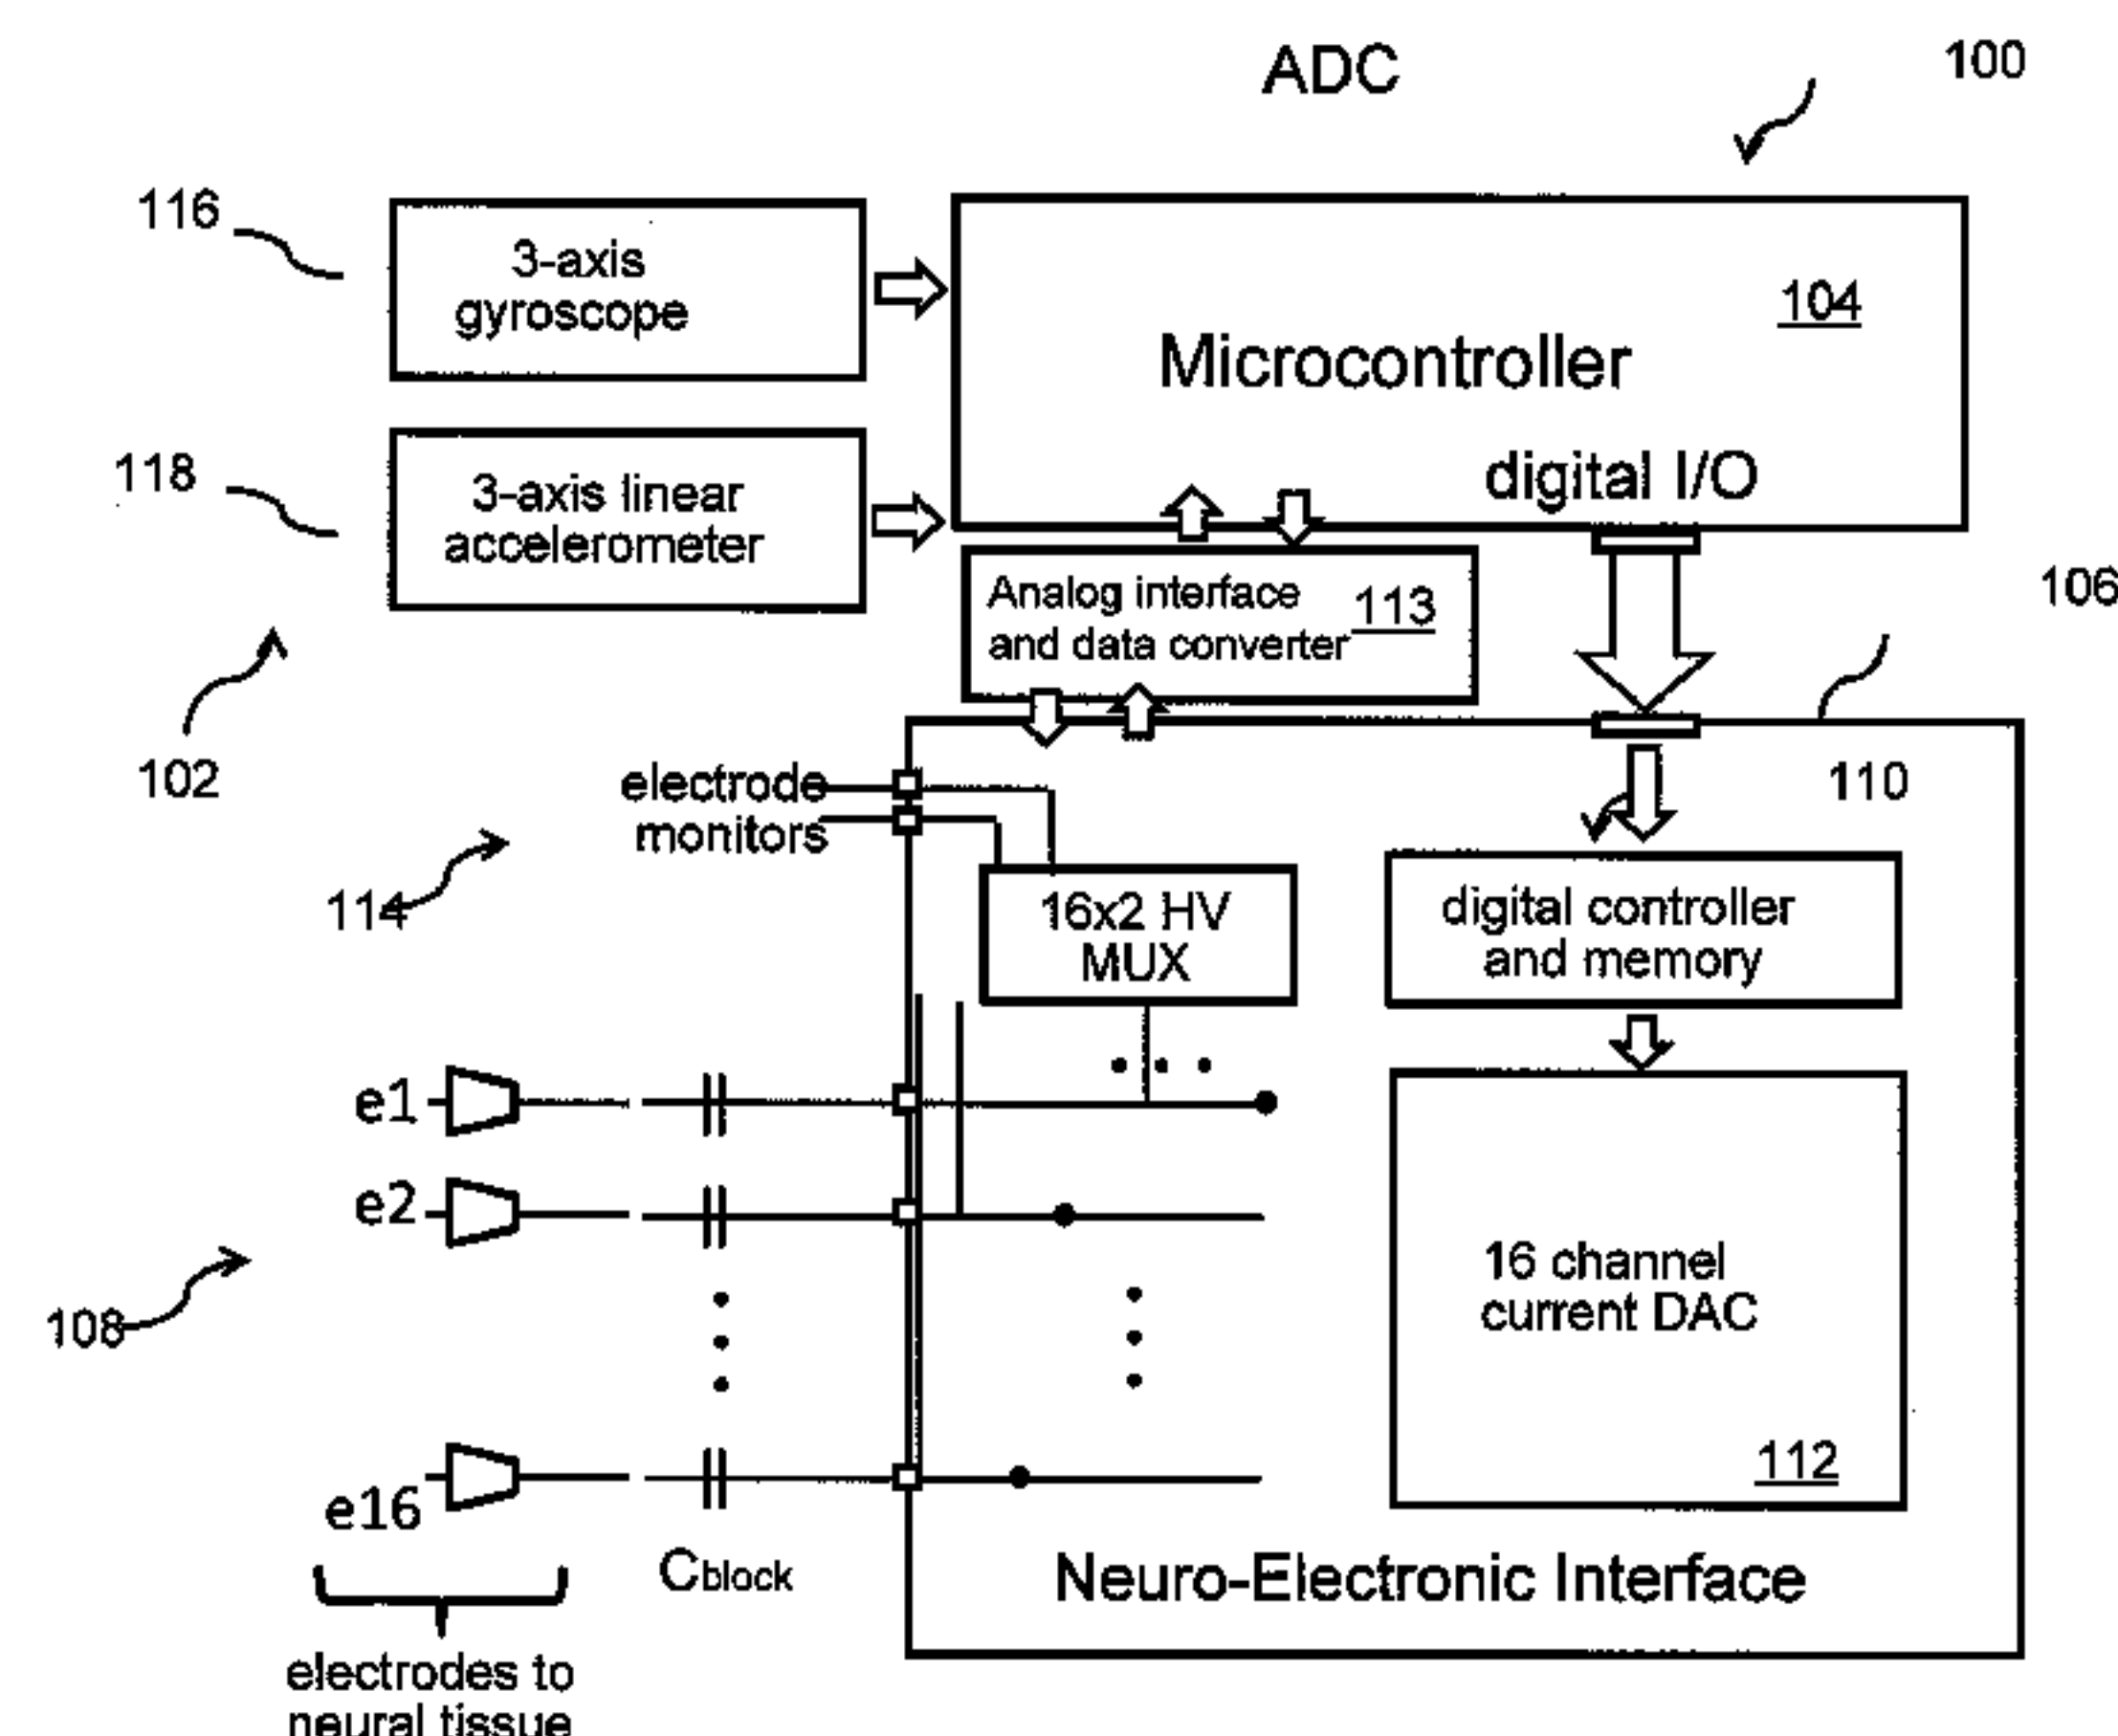 ADC
100
116
3-axis
gyroscope
104
Microcontroller
digital I/O
118
3-axis linear
accelerometer
Analog interface
and data converter
113
106
102
electrode
monitors
110
114
16x2 HV
MUX
digital controller
and memory
e1
e2
108
16 channel
current DAC
112
e16
Cblock
Neuro-Electronic Interface
electrodes to
neural tissue